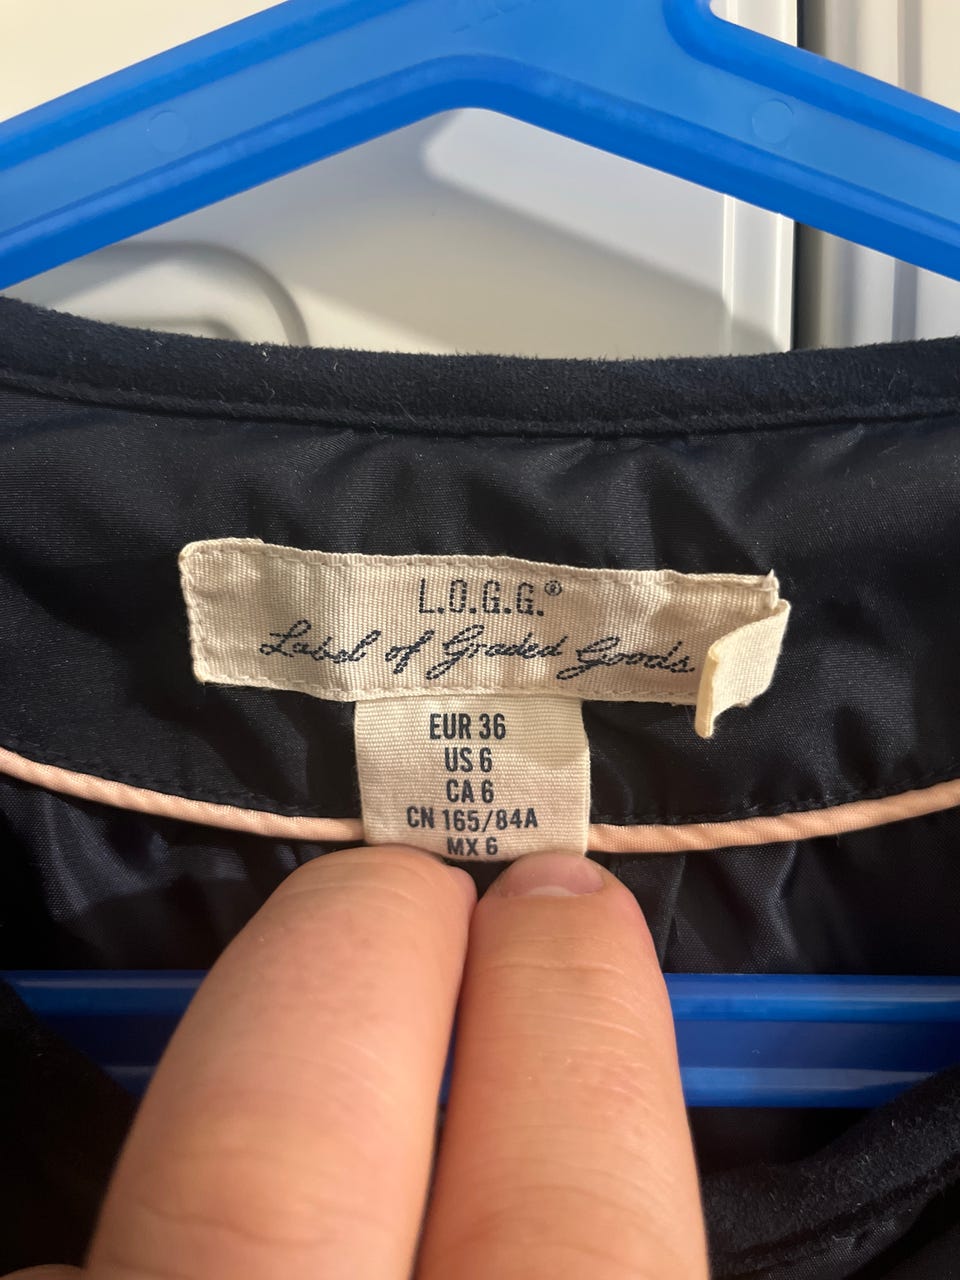 L.O.G.G.®
Label of Graded Goods
EUR 36
US 6
CA 6
CN 165/84A
MX 6